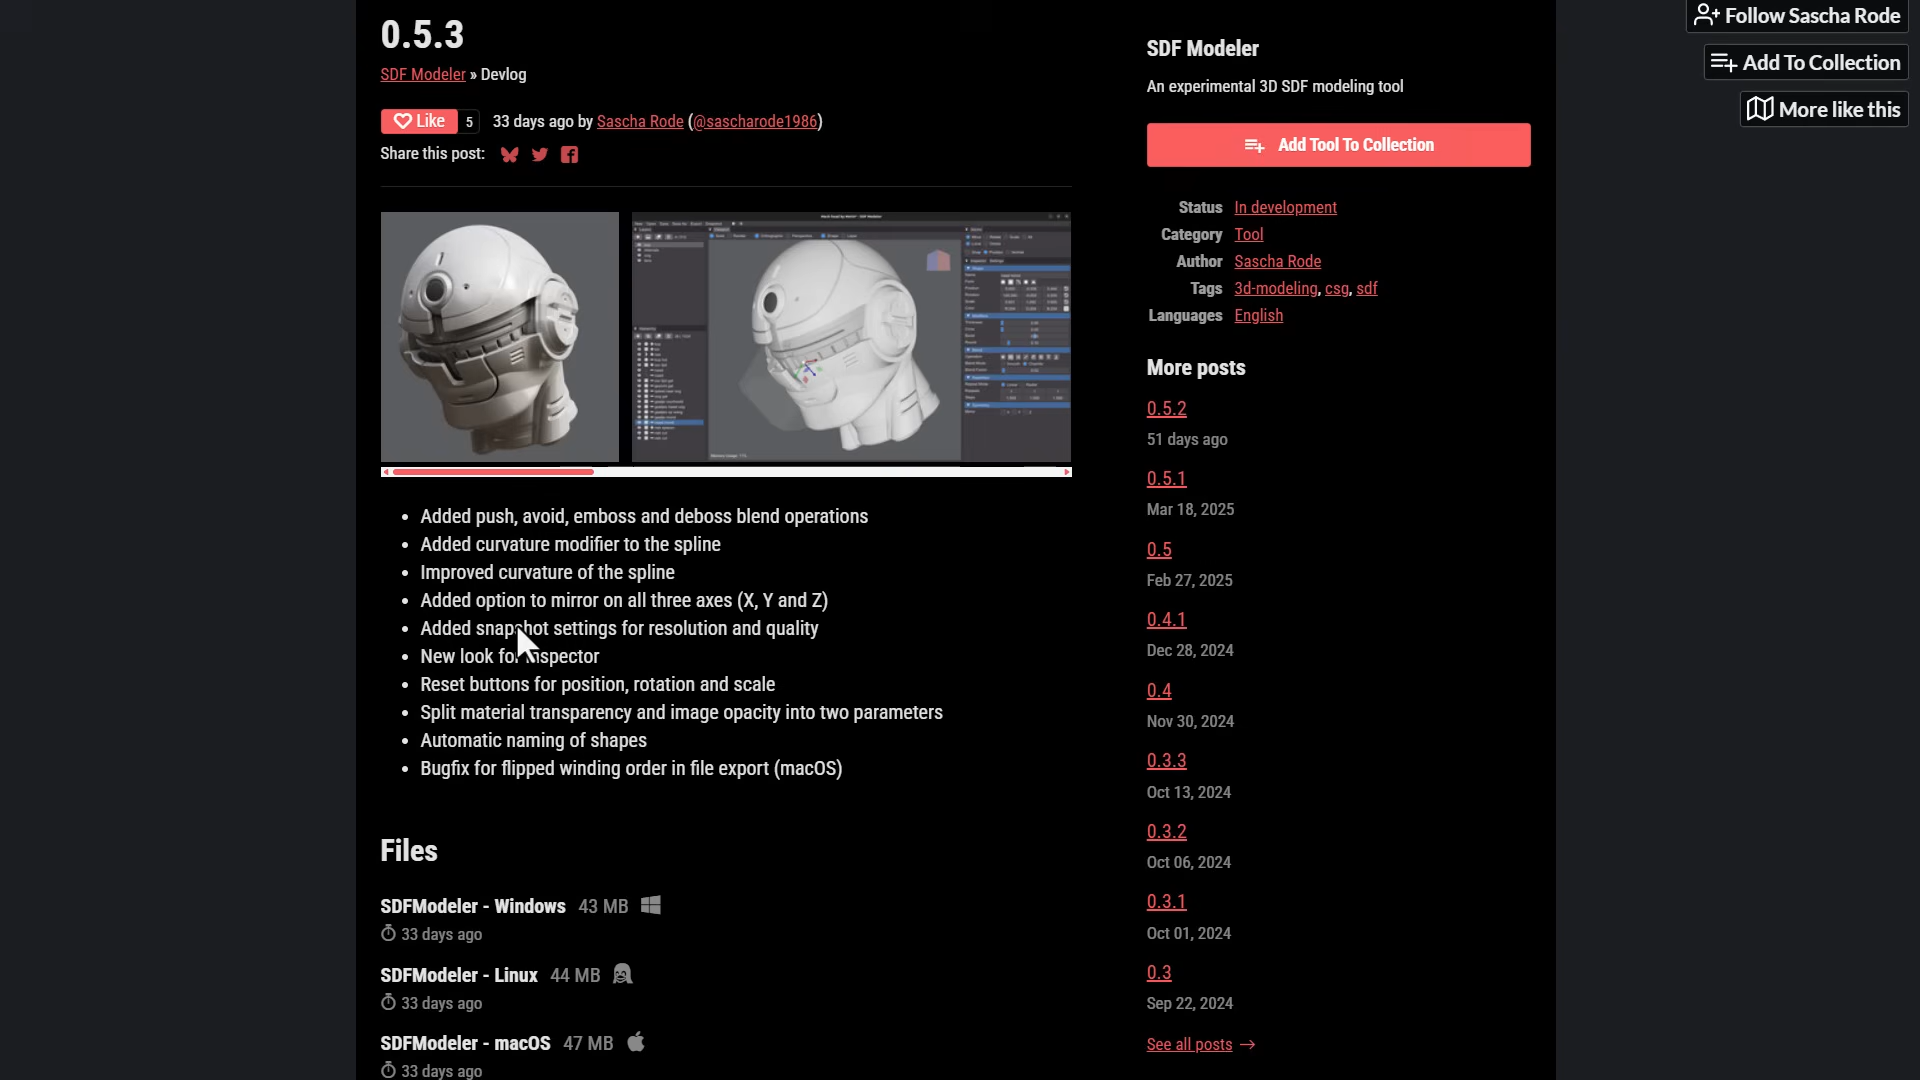 0.5.3
SDF Modeler » Devlog
Like 5 33 days ago by Sascha Rode (@sascharode1986)
Share this post:
Added push, avoid, emboss and deboss blend operations
Added curvature modifier to the spline
Improved curvature of the spline
Added option to mirror on all three axes (X, Y and Z)
Added snapshot settings for resolution and quality
New look for inspector
Reset buttons for position, rotation and scale
Split material transparency and image opacity into two parameters
Automatic naming of shapes
Bugfix for flipped winding order in file export (macOS)
Files
SDFModeler - Windows 43 MB
33 days ago
SDFModeler - Linux 44 MB
33 days ago
SDFModeler - macOS 47 MB
33 days ago
SDF Modeler
An experimental 3D SDF modeling tool
Add Tool To Collection
Status In development
Category Tool
Author Sascha Rode
Tags 3d-modeling, csg, sdf
Languages English
More posts
0.5.2
51 days ago
0.5.1
Mar 18, 2025
0.5
Feb 27, 2025
0.4.1
Dec 28, 2024
0.4
Nov 30, 2024
0.3.3
Oct 13, 2024
0.3.2
Oct 06, 2024
0.3.1
Oct 01, 2024
0.3
Sep 22, 2024
See all posts →
Follow Sascha Rode
Add To Collection
More like this